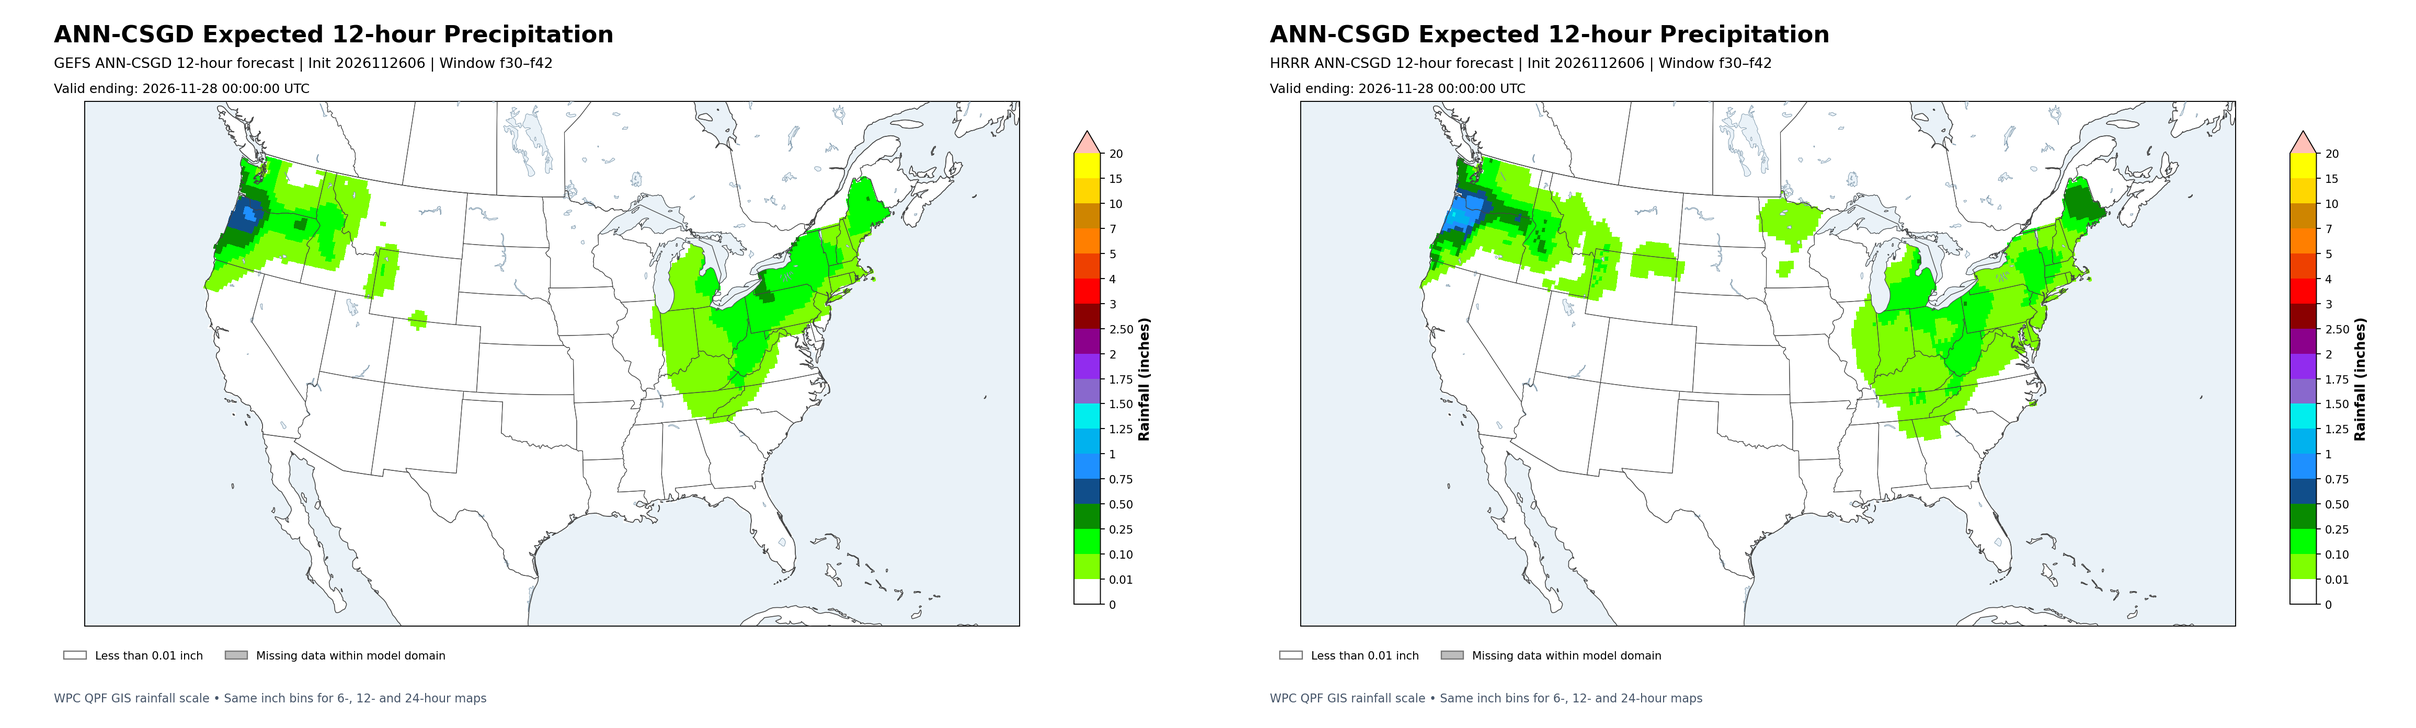 ANN-CSGD Expected 12-hour Precipitation
GEFS ANN-CSGD 12-hour forecast | Init 2026112606 | Window f30–f42
Valid ending: 2026-11-28 00:00:00 UTC
20
15
10
7
5
4
3
2.50
2
1.75
1.50
1.25
1
0.75
0.50
0.25
0.10
0.01
0
Rainfall (inches)
Less than 0.01 inch
Missing data within model domain
WPC QPF GIS rainfall scale • Same inch bins for 6-, 12- and 24-hour maps
ANN-CSGD Expected 12-hour Precipitation
HRRR ANN-CSGD 12-hour forecast | Init 2026112606 | Window f30–f42
Valid ending: 2026-11-28 00:00:00 UTC
20
15
10
7
5
4
3
2.50
2
1.75
1.50
1.25
1
0.75
0.50
0.25
0.10
0.01
0
Rainfall (inches)
Less than 0.01 inch
Missing data within model domain
WPC QPF GIS rainfall scale • Same inch bins for 6-, 12- and 24-hour maps